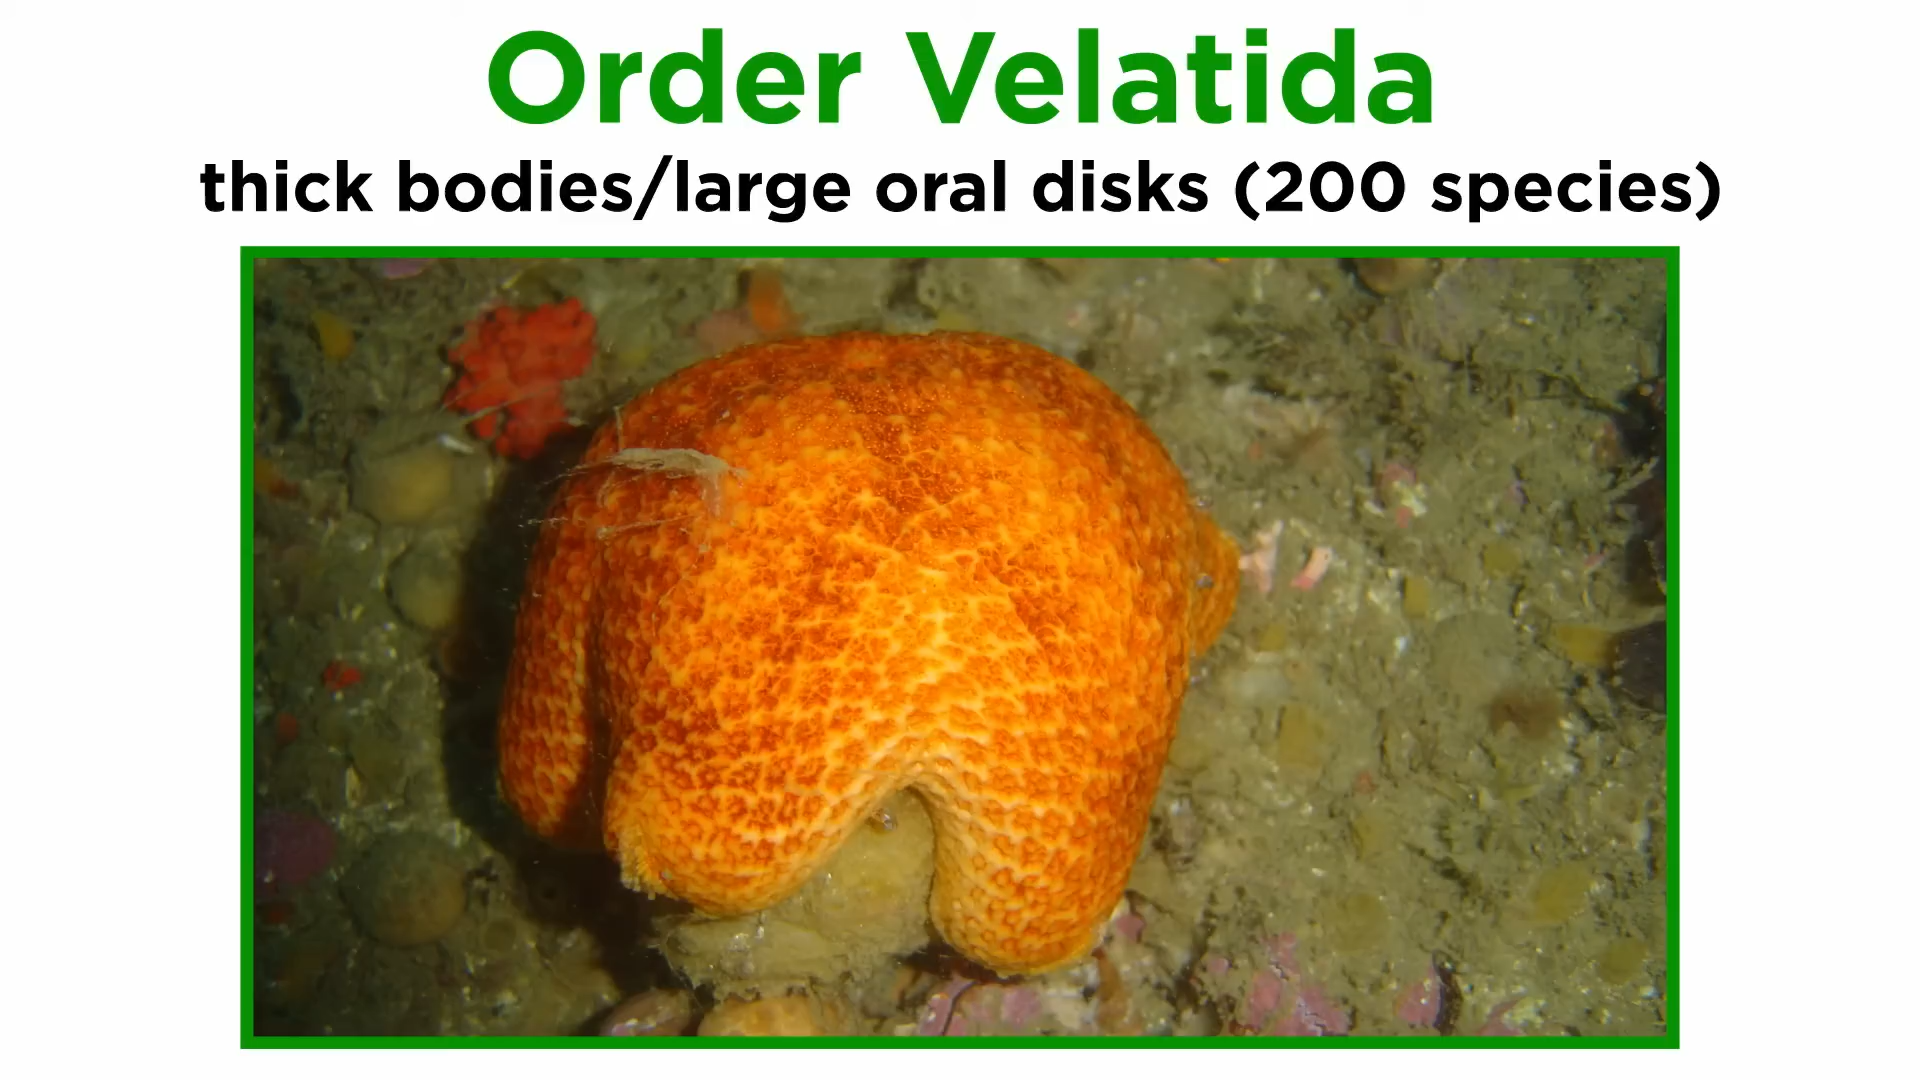 Order Velatida
thick bodies/large oral disks (200 species)